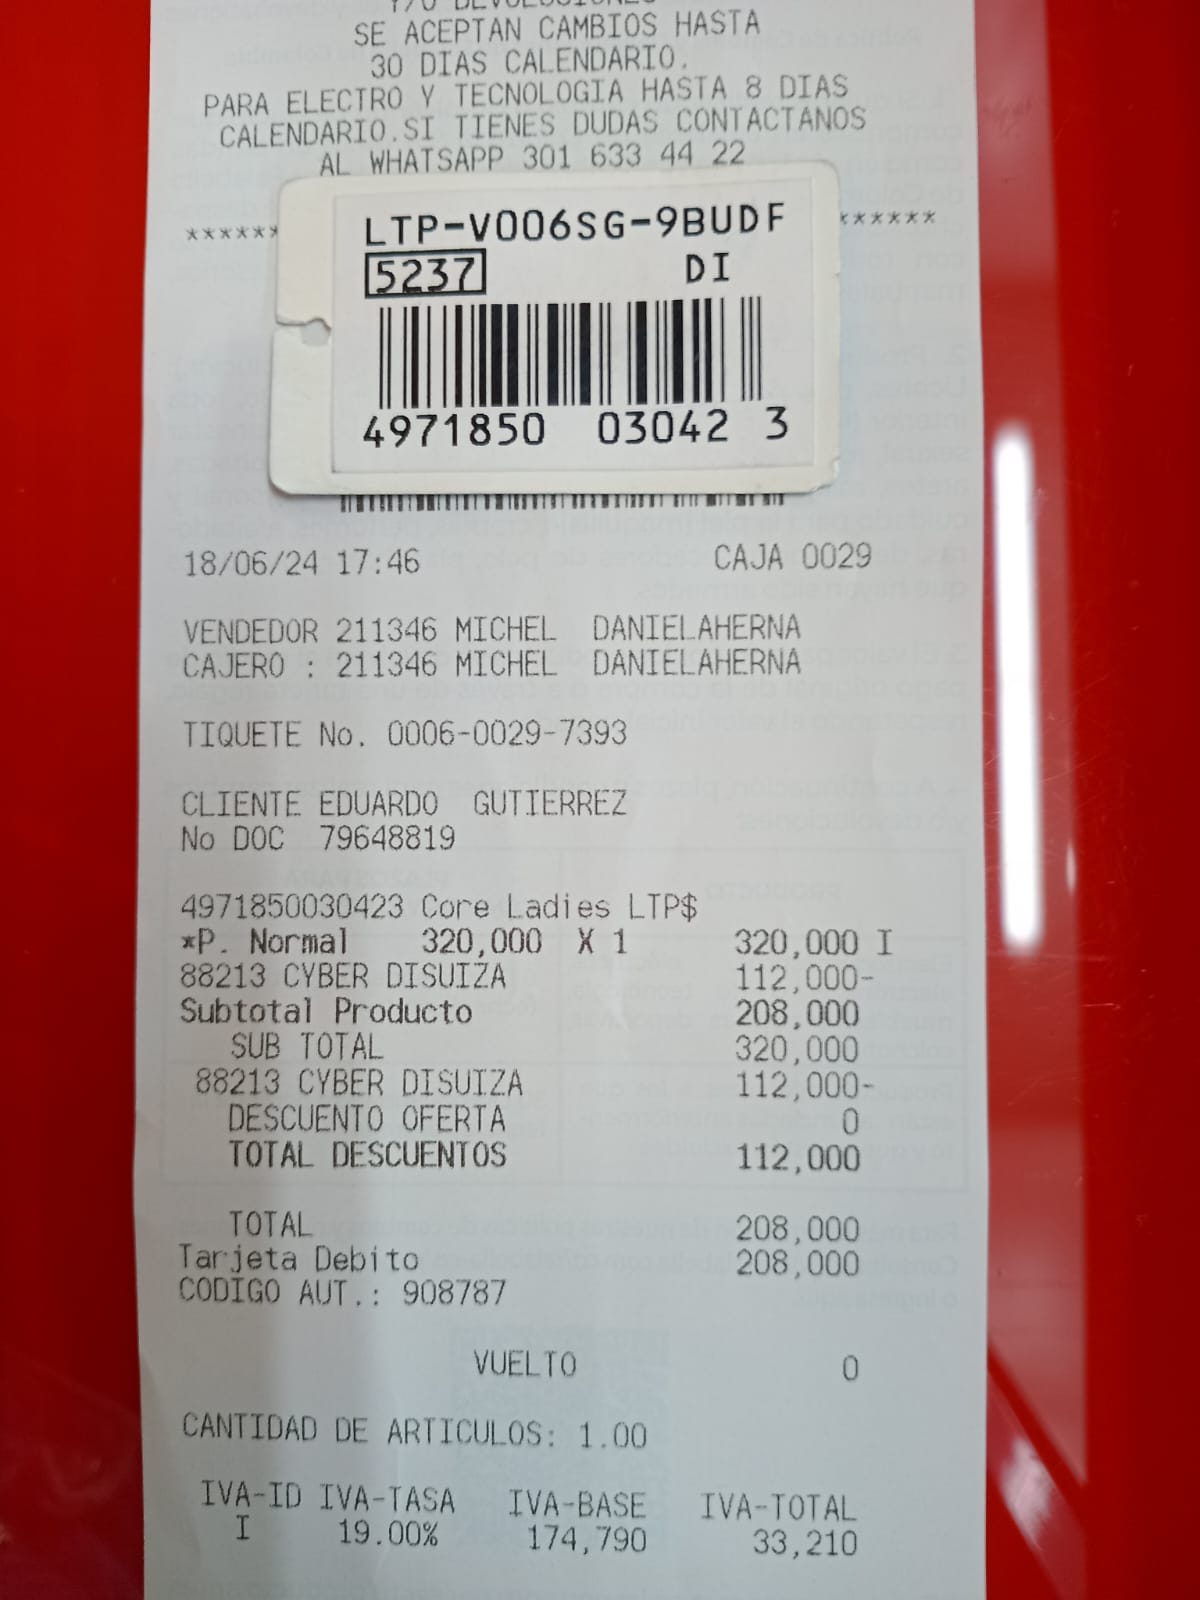 Y/O DEVOLUCIONES
SE ACEPTAN CAMBIOS HASTA
30 DIAS CALENDARIO.
PARA ELECTRO Y TECNOLOGIA HASTA 8 DIAS
CALENDARIO.SI TIENES DUDAS CONTACTANOS
AL WHATSAPP 301 633 44 22
****** LTP-V006SG-9BUDF ******
5237 DI
4971850 03042 3
18/06/24 17:46 CAJA 0029
VENDEDOR 211346 MICHEL DANIELAHERNA
CAJERO : 211346 MICHEL DANIELAHERNA
TIQUETE No. 0006-0029-7393
CLIENTE EDUARDO GUTIERREZ
No DOC 79648819
4971850030423 Core Ladies LTP$
*P. Normal 320,000 X 1 320,000 I
88213 CYBER DISUIZA 112,000-
Subtotal Producto 208,000
SUB TOTAL 320,000
88213 CYBER DISUIZA 112,000-
DESCUENTO OFERTA 0
TOTAL DESCUENTOS 112,000
TOTAL 208,000
Tarjeta Debito 208,000
CODIGO AUT.: 908787
VUELTO 0
CANTIDAD DE ARTICULOS: 1.00
IVA-ID IVA-TASA IVA-BASE IVA-TOTAL
I 19.00% 174,790 33,210